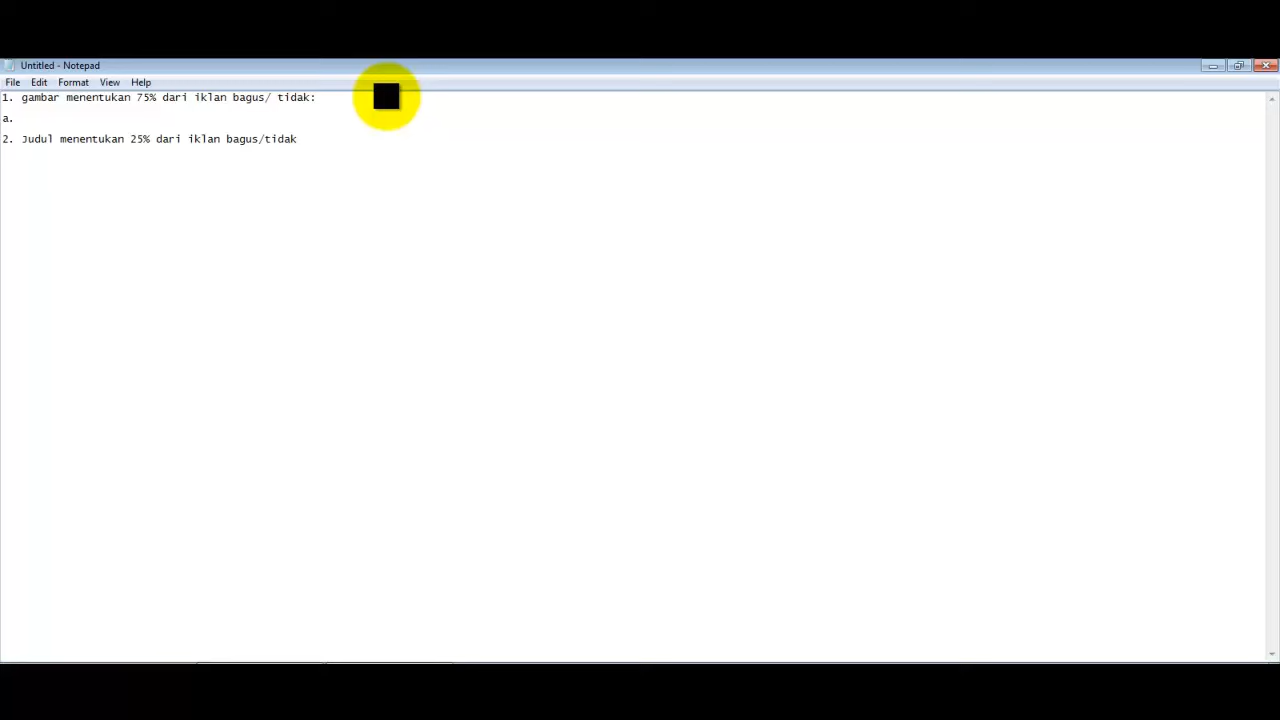 Untitled - Notepad
File Edit Format View Help
1. gambar menentukan 75% dari iklan bagus/ tidak:
a.
2. Judul menentukan 25% dari iklan bagus/tidak